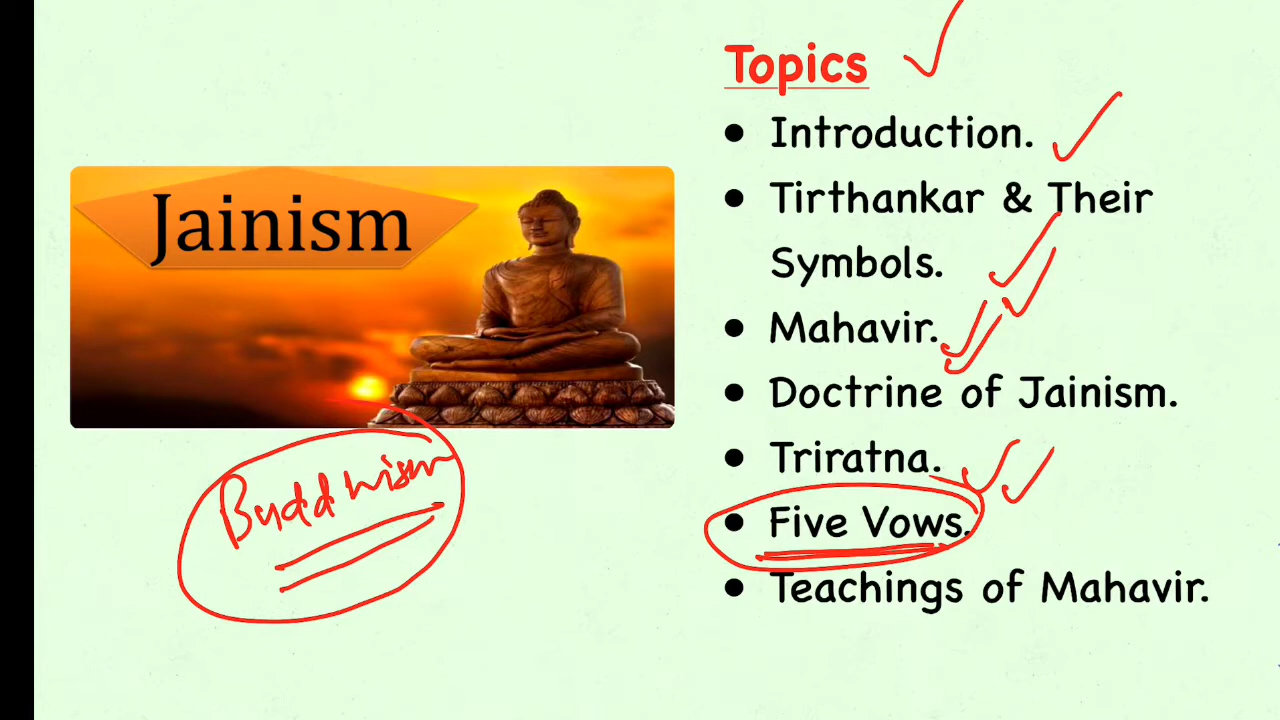 Jainism
Buddhism
Topics
• Introduction.
• Tirthankar & Their
Symbols.
• Mahavir.
• Doctrine of Jainism.
• Triratna.
• Five Vows.
• Teachings of Mahavir.